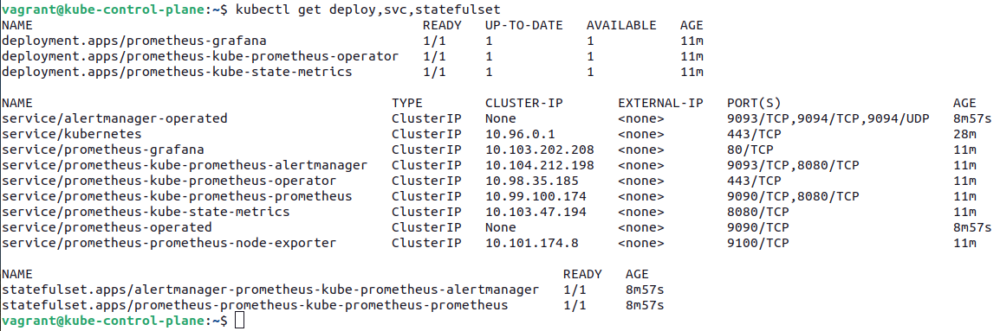 vagrant@kube-control-plane:~$ kubectl get deploy,svc,statefulset
NAME READY UP-TO-DATE AVAILABLE AGE
deployment.apps/prometheus-grafana 1/1 1 1 11m
deployment.apps/prometheus-kube-prometheus-operator 1/1 1 1 11m
deployment.apps/prometheus-kube-state-metrics 1/1 1 1 11m
NAME TYPE CLUSTER-IP EXTERNAL-IP PORT(S) AGE
service/alertmanager-operated ClusterIP None <none> 9093/TCP,9094/TCP,9094/UDP 8m57s
service/kubernetes ClusterIP 10.96.0.1 <none> 443/TCP 28m
service/prometheus-grafana ClusterIP 10.103.202.208 <none> 80/TCP 11m
service/prometheus-kube-prometheus-alertmanager ClusterIP 10.104.212.198 <none> 9093/TCP,8080/TCP 11m
service/prometheus-kube-prometheus-operator ClusterIP 10.98.35.185 <none> 443/TCP 11m
service/prometheus-kube-prometheus-prometheus ClusterIP 10.99.100.174 <none> 9090/TCP,8080/TCP 11m
service/prometheus-kube-state-metrics ClusterIP 10.103.47.194 <none> 8080/TCP 11m
service/prometheus-operated ClusterIP None <none> 9090/TCP 8m57s
service/prometheus-prometheus-node-exporter ClusterIP 10.101.174.8 <none> 9100/TCP 11m
NAME READY AGE
statefulset.apps/alertmanager-prometheus-kube-prometheus-alertmanager 1/1 8m57s
statefulset.apps/prometheus-prometheus-kube-prometheus-prometheus 1/1 8m57s
vagrant@kube-control-plane:~$